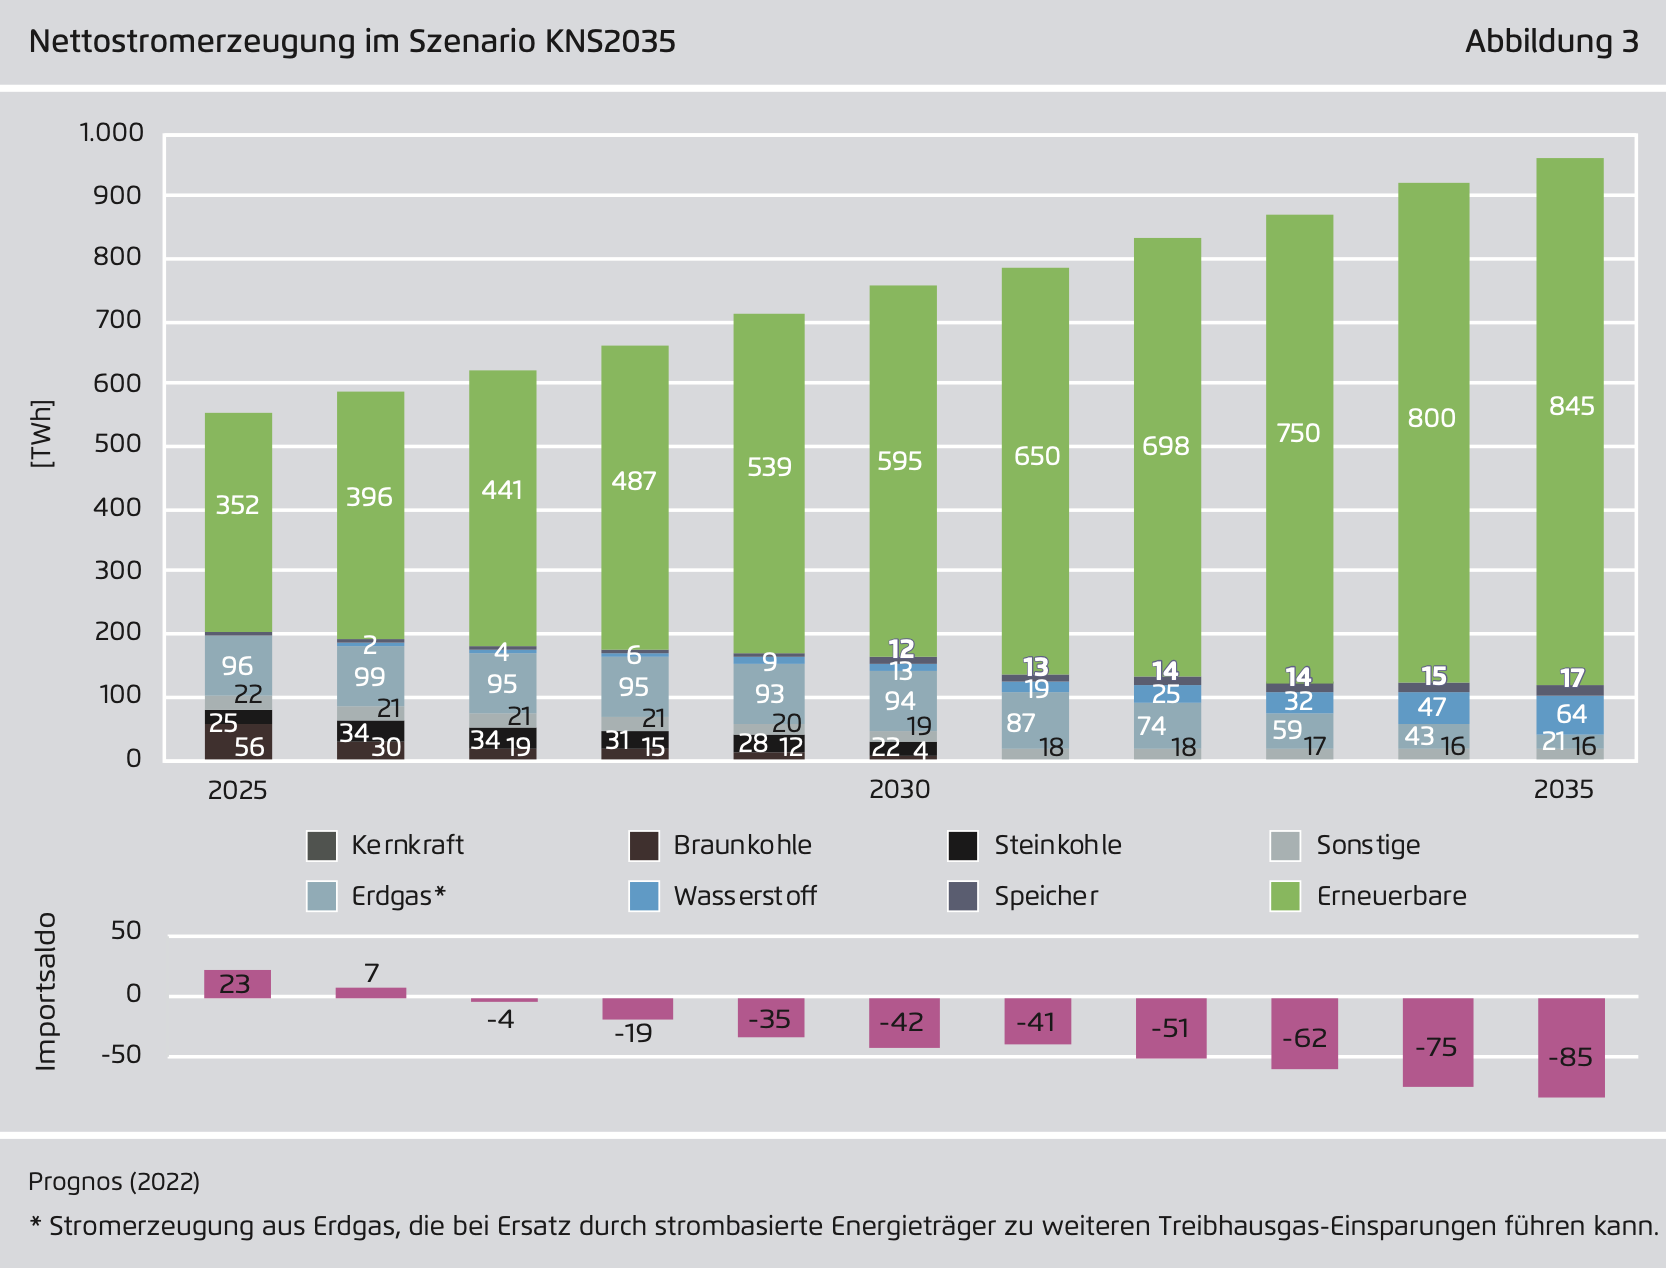 Nettostromerzeugung im Szenario KNS2035 Abbildung 3
[TWh]
1.000
900
800
700
600
500
400
300
200
100
0
352 396 441 487 539 595 650 698 750 800 845
12 13 14 14 15 17
2 4 6 9 13 19 25 32 47 64
96 99 95 95 93 94 87 74 59 43 21
22 21 21 21 20 19 18 18 17 16 16
25 34 34 31 28 22
56 30 19 15 12 4
2025 2030 2035
Kernkraft Braunkohle Steinkohle Sonstige
Erdgas* Wasserstoff Speicher Erneuerbare
Importsaldo
50
0
-50
23 7 -4 -19 -35 -42 -41 -51 -62 -75 -85
Prognos (2022)
* Stromerzeugung aus Erdgas, die bei Ersatz durch strombasierte Energieträger zu weiteren Treibhausgas-Einsparungen führen kann.